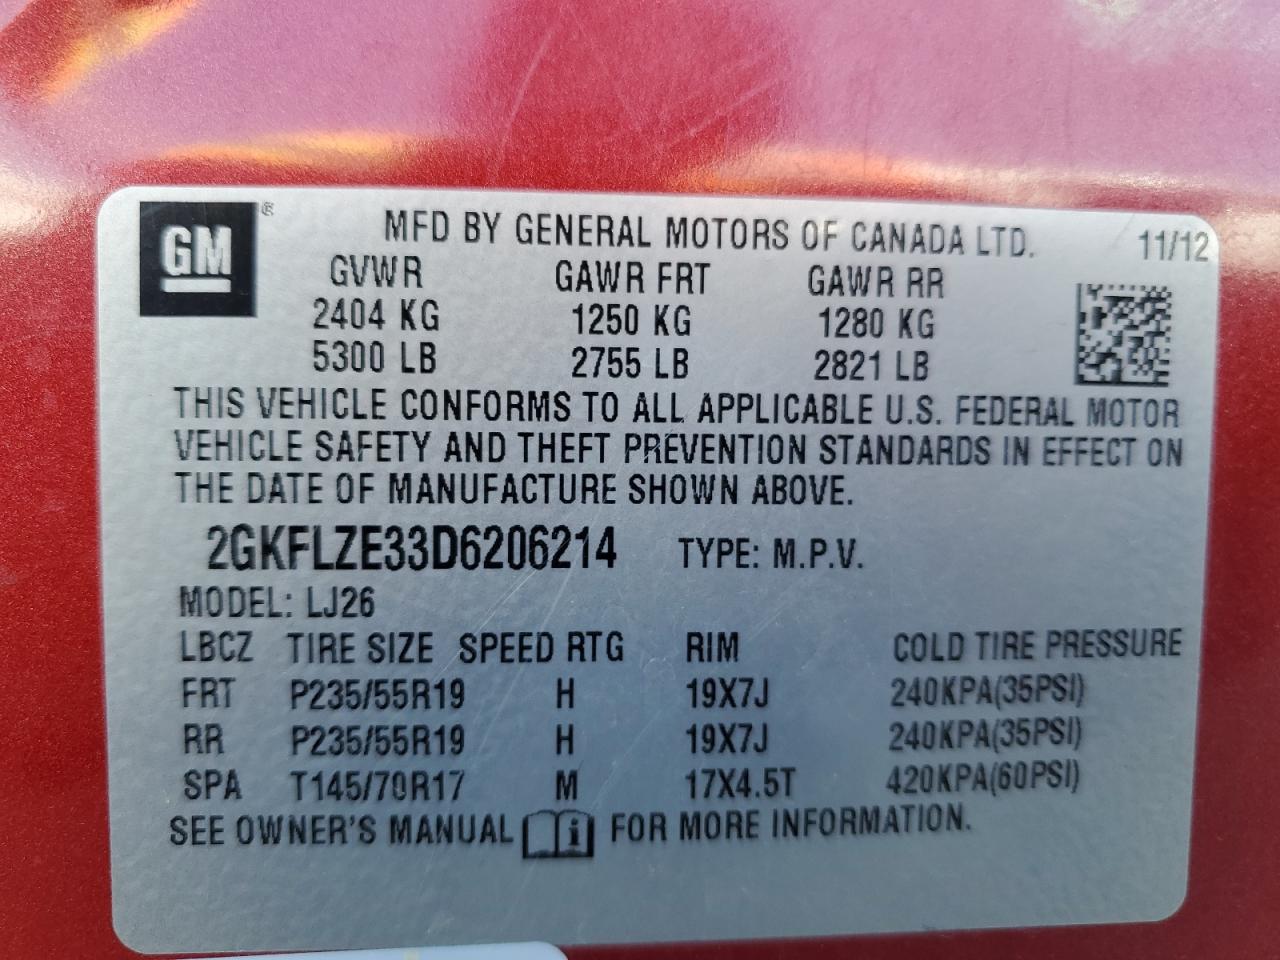 GM ®
MFD BY GENERAL MOTORS OF CANADA LTD. 11/12
GVWR GAWR FRT GAWR RR
2404 KG 1250 KG 1280 KG
5300 LB 2755 LB 2821 LB
THIS VEHICLE CONFORMS TO ALL APPLICABLE U.S. FEDERAL MOTOR
VEHICLE SAFETY AND THEFT PREVENTION STANDARDS IN EFFECT ON
THE DATE OF MANUFACTURE SHOWN ABOVE.
2GKFLZE33D6206214 TYPE: M.P.V.
MODEL: LJ26
LBCZ TIRE SIZE SPEED RTG RIM COLD TIRE PRESSURE
FRT P235/55R19 H 19X7J 240KPA(35PSI)
RR P235/55R19 H 19X7J 240KPA(35PSI)
SPA T145/70R17 M 17X4.5T 420KPA(60PSI)
SEE OWNER'S MANUAL i FOR MORE INFORMATION.